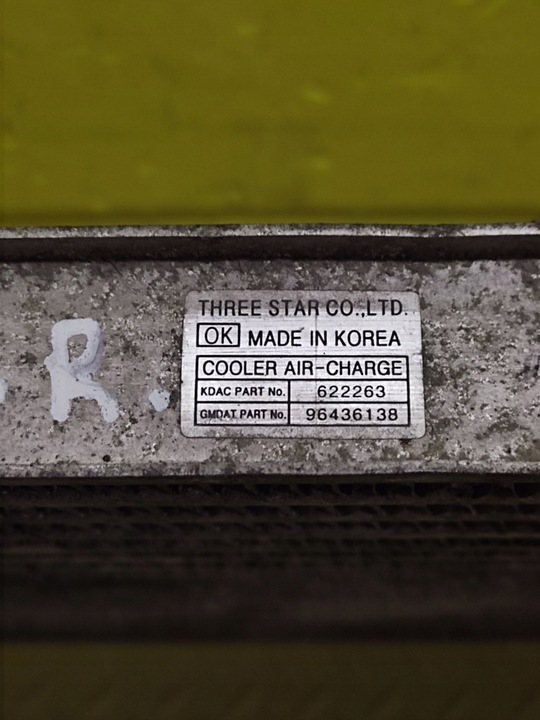 THREE STAR CO.,LTD.
OK MADE IN KOREA
COOLER AIR-CHARGE
KDAC PART No. 622263
GMDAT PART No. 96436138
R.